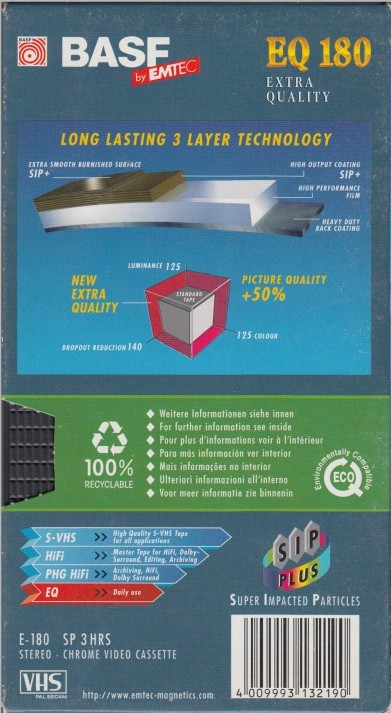 BASF
BASF
by EMTEC
EQ 180
EXTRA
QUALITY
LONG LASTING 3 LAYER TECHNOLOGY
EXTRA SMOOTH BURNISHED SURFACE
SIP+
HIGH OUTPUT COATING
SIP+
HIGH PERFORMANCE
FILM
HEAVY DUTY
BACK COATING
LUMINANCE 125
NEW
EXTRA
QUALITY
STANDARD
TAPE
PICTURE QUALITY
+50%
125 COLOUR
DROPOUT REDUCTION 140
100%
RECYCLABLE
◆ Weitere Informationen siehe innen
◆ For further information see inside
◆ Pour plus d'informations voir à l'intérieur
◆ Para más información ver interior
◆ Mais informações no interior
◆ Ulteriori informazioni all'interno
◆ Voor meer informatie zie binnenin
Environmentally Compatible
ECO
S-VHS >> High Quality S-VHS Tape
for all applications
HiFi >> Master Tape for HiFi, Dolby-
Surround, Editing, Archiving
PHG HiFi >> Archiving, HiFi,
Dolby Surround
EQ >> Daily use
SIP
PLUS
SUPER IMPACTED PARTICLES
E-180 SP 3 HRS
STEREO · CHROME VIDEO CASSETTE
VHS
PAL SECAM
http://www.emtec-magnetics.com
4 009993 132190